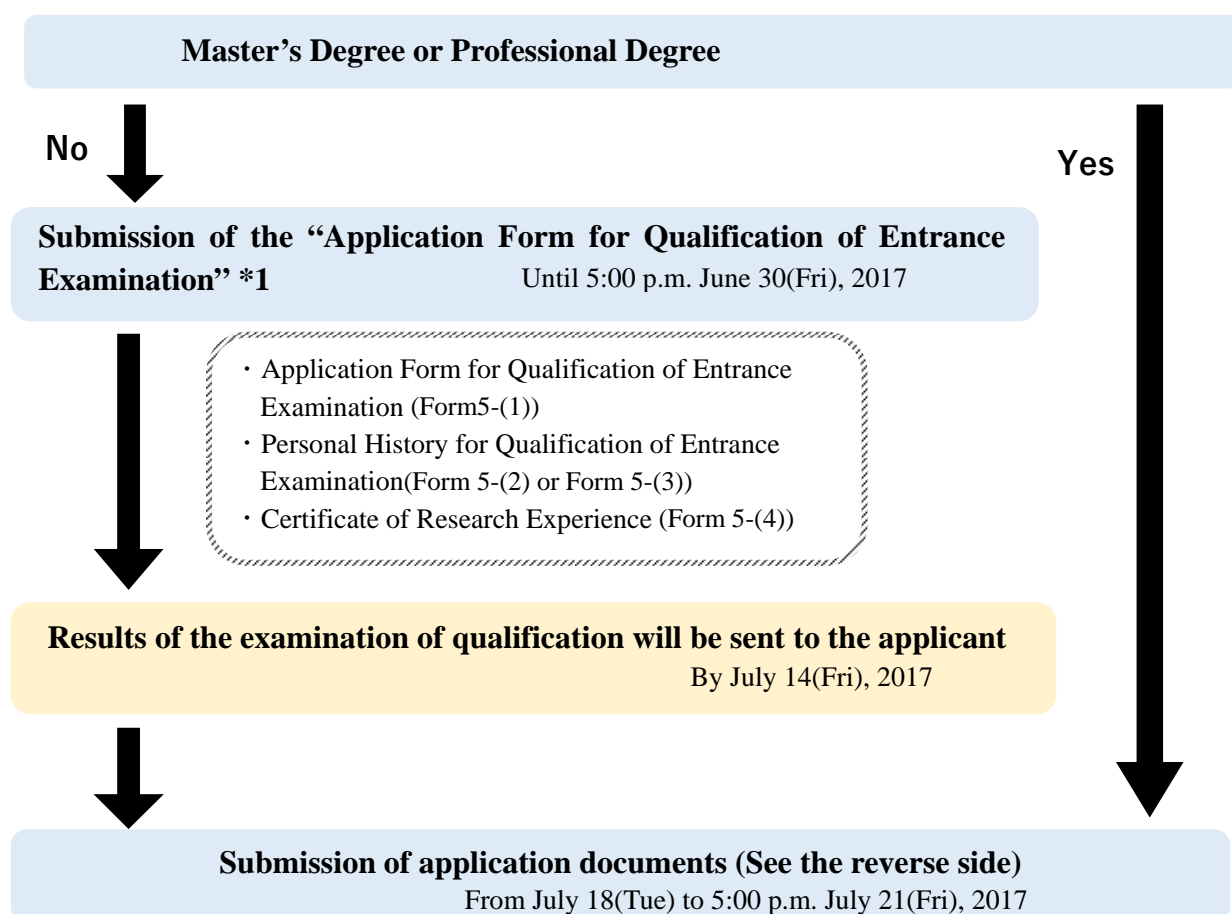 Master’s Degree or Professional Degree
No
Yes
Submission of the “Application Form for Qualification of Entrance
Examination” *1 Until 5:00 p.m. June 30(Fri), 2017
・Application Form for Qualification of Entrance
Examination (Form5-(1))
・Personal History for Qualification of Entrance
Examination(Form 5-(2) or Form 5-(3))
・Certificate of Research Experience (Form 5-(4))
Results of the examination of qualification will be sent to the applicant
By July 14(Fri), 2017
Submission of application documents (See the reverse side)
From July 18(Tue) to 5:00 p.m. July 21(Fri), 2017